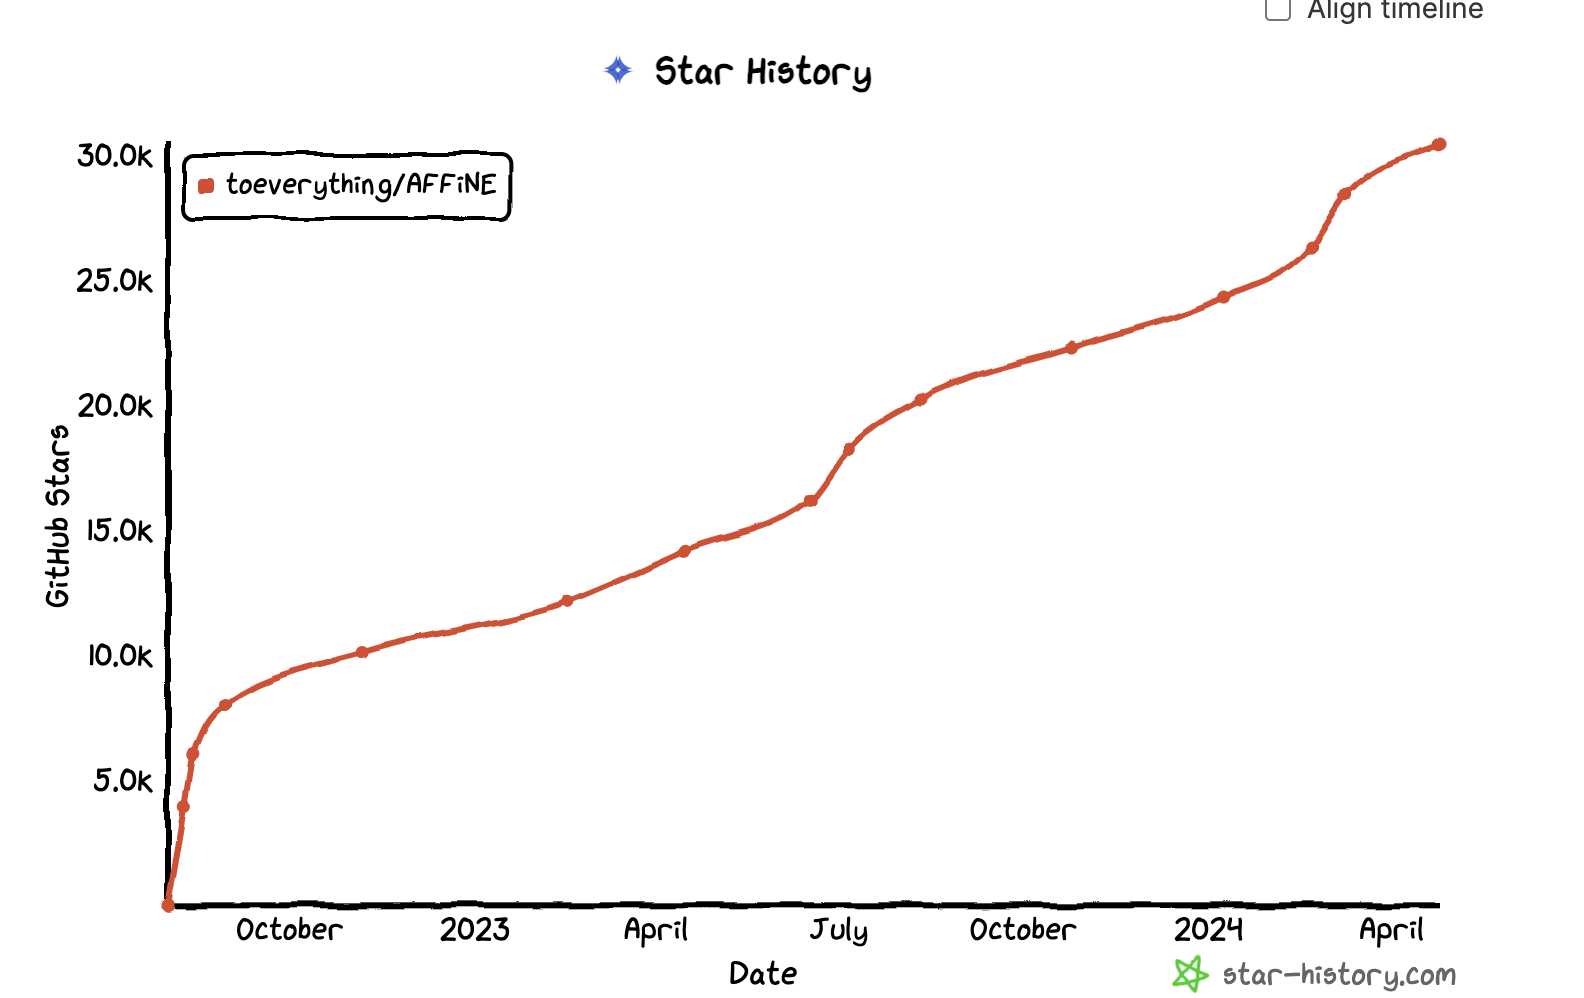 Align timeline
Star History
30.0k
toeverything/AFFiNE
25.0k
20.0k
15.0k
10.0k
5.0k
GitHub Stars
October 2023 April July October 2024 April
Date
star-history.com